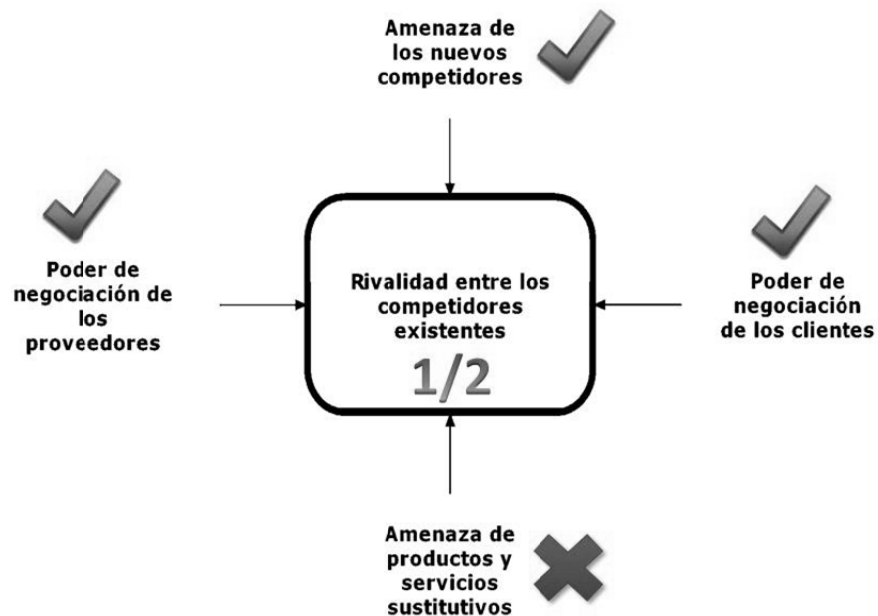 Amenaza de
los nuevos
competidores
Poder de
negociación de
los
proveedores
Rivalidad entre los
competidores
existentes
1/2
Poder de
negociación
de los clientes
Amenaza de
productos y
servicios
sustitutivos